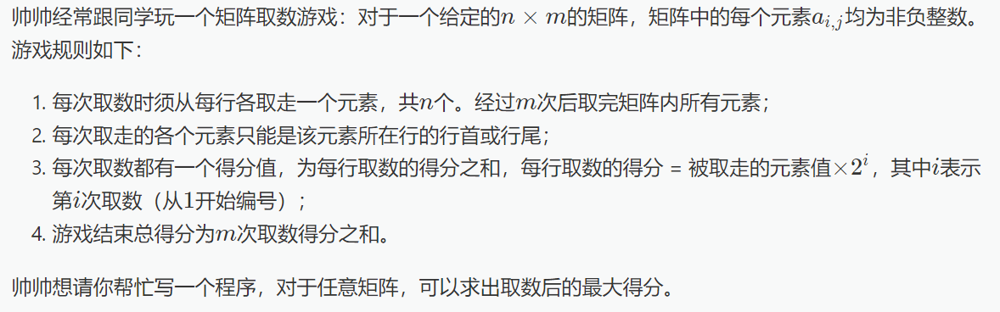 帅帅经常跟同学玩一个矩阵取数游戏：对于一个给定的n × m的矩阵，矩阵中的每个元素a_{i,j}均为非负整数。
游戏规则如下：
1. 每次取数时须从每行各取走一个元素，共n个。经过m次后取完矩阵内所有元素；
2. 每次取走的各个元素只能是该元素所在行的行首或行尾；
3. 每次取数都有一个得分值，为每行取数的得分之和，每行取数的得分 = 被取走的元素值×2^i，其中i表示
第i次取数（从1开始编号）；
4. 游戏结束总得分为m次取数得分之和。
帅帅想请你帮忙写一个程序，对于任意矩阵，可以求出取数后的最大得分。